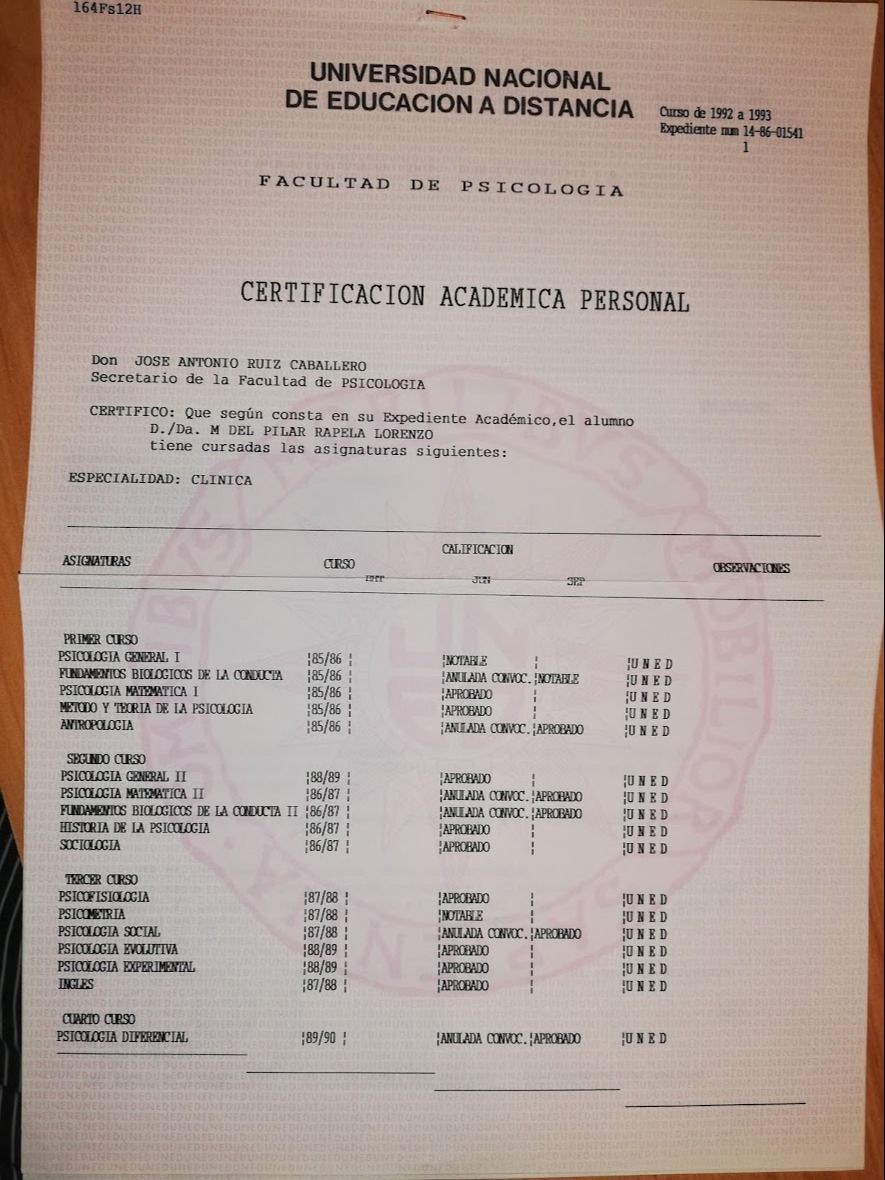 164Fs12H
UNIVERSIDAD NACIONAL
DE EDUCACION A DISTANCIA
Curso de 1992 a 1993
Expediente num 14-86-01541
1
FACULTAD DE PSICOLOGIA
CERTIFICACION ACADEMICA PERSONAL
Don JOSE ANTONIO RUIZ CABALLERO
Secretario de la Facultad de PSICOLOGIA
CERTIFICO: Que según consta en su Expediente Académico,el alumno
D./Da. M DEL PILAR RAPELA LORENZO
tiene cursadas las asignaturas siguientes:
ESPECIALIDAD: CLINICA
CALIFICACION
ASIGNATURAS CURSO OBSERVACIONES
JUN SEP
PRIMER CURSO
PSICOLOGIA GENERAL I ¦85/86 ¦ ¦NOTABLE ¦ ¦U N E D
FUNDAMENTOS BIOLOGICOS DE LA CONDUCTA ¦85/86 ¦ ¦ANULADA CONVOC.¦NOTABLE ¦U N E D
PSICOLOGIA MATEMATICA I ¦85/86 ¦ ¦APROBADO ¦ ¦U N E D
METODO Y TEORIA DE LA PSICOLOGIA ¦85/86 ¦ ¦APROBADO ¦ ¦U N E D
ANTROPOLOGIA ¦85/86 ¦ ¦ANULADA CONVOC.¦APROBADO ¦U N E D
SEGUNDO CURSO
PSICOLOGIA GENERAL II ¦88/89 ¦ ¦APROBADO ¦ ¦U N E D
PSICOLOGIA MATEMATICA II ¦86/87 ¦ ¦ANULADA CONVOC.¦APROBADO ¦U N E D
FUNDAMENTOS BIOLOGICOS DE LA CONDUCTA II ¦86/87 ¦ ¦ANULADA CONVOC.¦APROBADO ¦U N E D
HISTORIA DE LA PSICOLOGIA ¦86/87 ¦ ¦APROBADO ¦ ¦U N E D
SOCIOLOGIA ¦86/87 ¦ ¦APROBADO ¦ ¦U N E D
TERCER CURSO
PSICOFISIOLOGIA ¦87/88 ¦ ¦APROBADO ¦ ¦U N E D
PSICOMETRIA ¦87/88 ¦ ¦NOTABLE ¦ ¦U N E D
PSICOLOGIA SOCIAL ¦87/88 ¦ ¦ANULADA CONVOC.¦APROBADO ¦U N E D
PSICOLOGIA EVOLUTIVA ¦88/89 ¦ ¦APROBADO ¦ ¦U N E D
PSICOLOGIA EXPERIMENTAL ¦88/89 ¦ ¦APROBADO ¦ ¦U N E D
INGLES ¦87/88 ¦ ¦APROBADO ¦ ¦U N E D
CUARTO CURSO
PSICOLOGIA DIFERENCIAL ¦89/90 ¦ ¦ANULADA CONVOC.¦APROBADO ¦U N E D